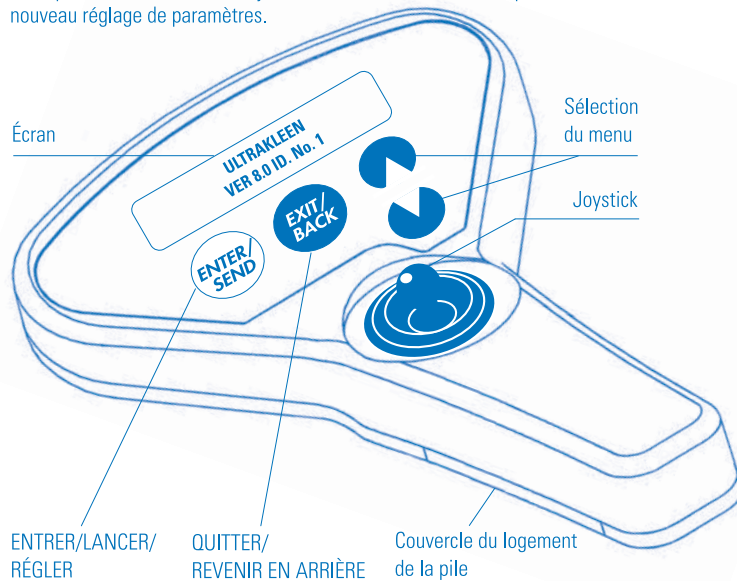 nouveau réglage de paramètres.
Écran
Sélection
du menu
Joystick
ULTRAKLEEN
VER 8.0 ID. No. 1
EXIT/
BACK
ENTER/
SEND
ENTRER/LANCER/
RÉGLER
QUITTER/
REVENIR EN ARRIÈRE
Couvercle du logement
de la pile